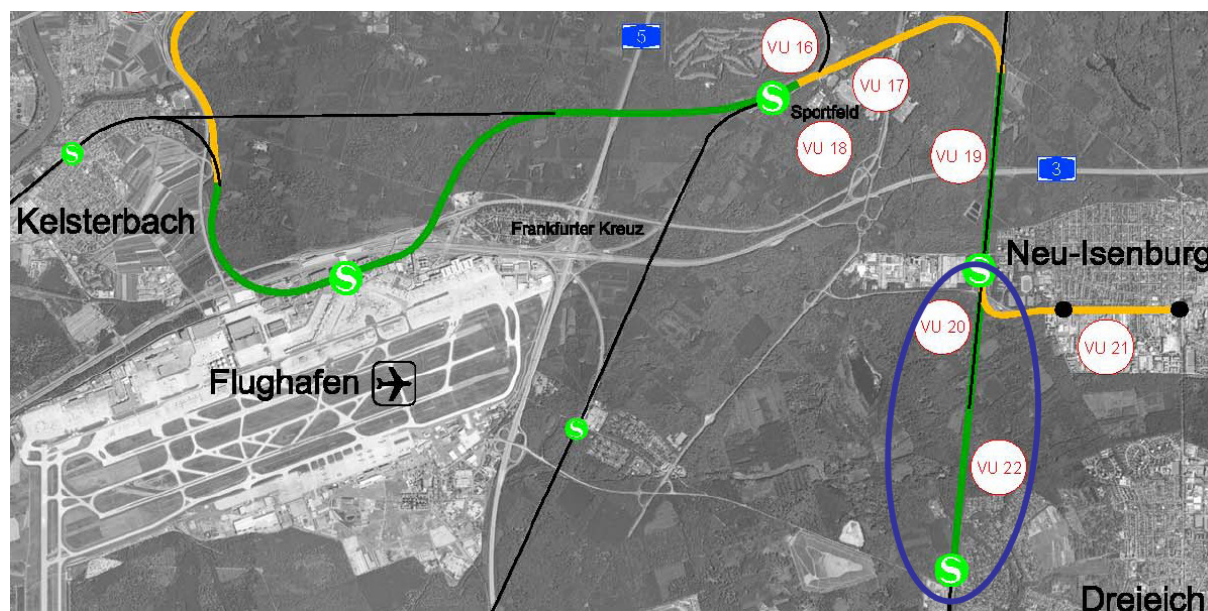 5
VU 16
VU 17
S
Sportfeld
VU 18
VU 19
3
S
Kelsterbach
Frankfurter Kreuz
S
Neu-Isenburg
S
VU 20
VU 21
Flughafen
S
VU 22
S
Dreieich